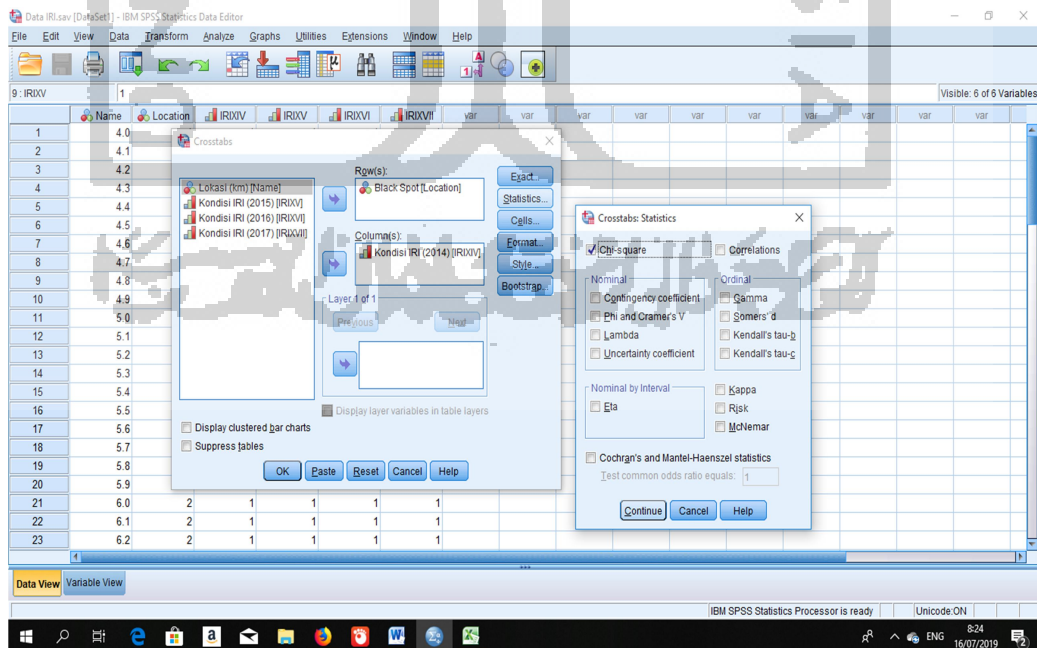 Data IRI.sav [DataSet1] - IBM SPSS Statistics Data Editor
File Edit View Data Transform Analyze Graphs Utilities Extensions Window Help
9 : IRIXV 1 Visible: 6 of 6 Variables
Name Location IRIXIV IRIXV IRIXVI IRIXVII var var var var var var var var var var
1 4.0
2 4.1
3 4.2
4 4.3
5 4.4
6 4.5
7 4.6
8 4.7
9 4.8
10 4.9
11 5.0
12 5.1
13 5.2
14 5.3
15 5.4
16 5.5
17 5.6
18 5.7
19 5.8
20 5.9
21 6.0 2 1 1 1 1
22 6.1 2 1 1 1 1
23 6.2 2 1 1 1 1
Crosstabs
Lokasi (km) [Name]
Kondisi IRI (2015) [IRIXV]
Kondisi IRI (2016) [IRIXVI]
Kondisi IRI (2017) [IRIXVII]
Row(s):
Black Spot [Location]
Column(s):
Kondisi IRI (2014) [IRIXIV]
Layer 1 of 1
Previous Next
Exact...
Statistics...
Cells...
Format...
Style...
Bootstrap...
Display layer variables in table layers
Display clustered bar charts
Suppress tables
OK Paste Reset Cancel Help
Crosstabs: Statistics
Chi-square Correlations
Nominal Ordinal
Contingency coefficient Gamma
Phi and Cramer's V Somers' d
Lambda Kendall's tau-b
Uncertainty coefficient Kendall's tau-c
Nominal by Interval Kappa
Eta Risk
McNemar
Cochran's and Mantel-Haenszel statistics
Test common odds ratio equals: 1
Continue Cancel Help
Data View Variable View
IBM SPSS Statistics Processor is ready Unicode:ON
ENG 8:24
16/07/2019 2